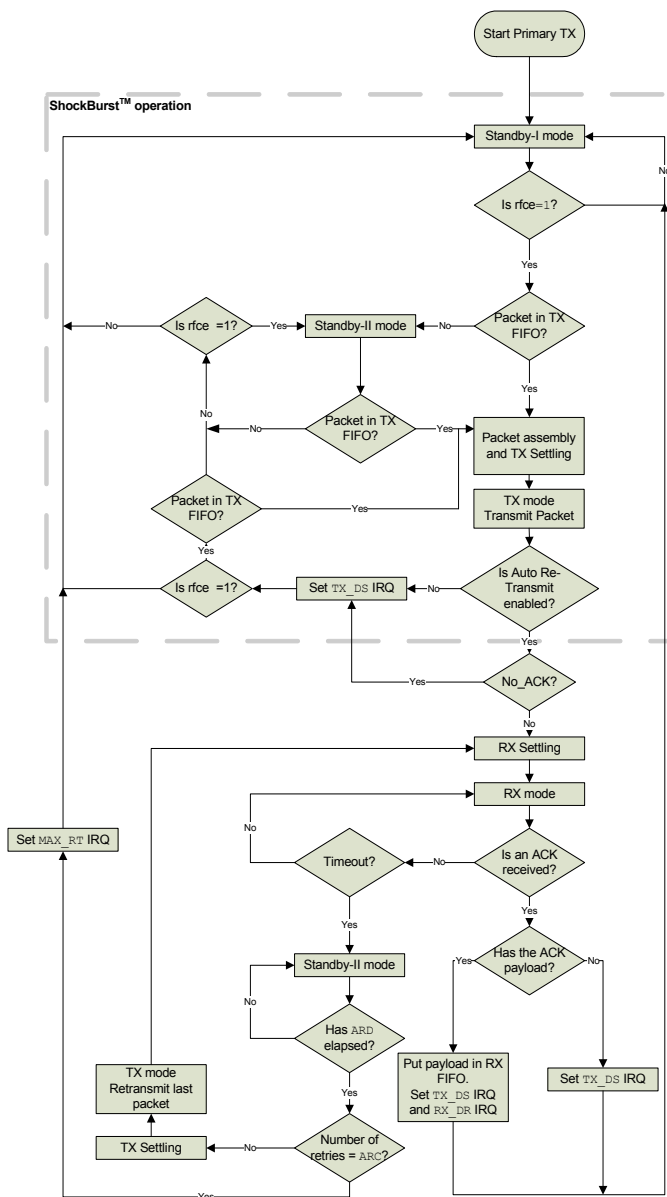 Start Primary TX
ShockBurst™ operation
Standby-I mode
No
Is rfce=1?
Yes
No
Is rfce =1?
Yes
Standby-II mode
No
Packet in TX
FIFO?
Yes
No
No
Packet in TX
FIFO?
Yes
Packet assembly
and TX Settling
Packet in TX
FIFO?
Yes
TX mode
Transmit Packet
Yes
Is rfce =1?
Set TX_DS IRQ
No
Is Auto Re-
Transmit
enabled?
Yes
Yes
No_ACK?
No
RX Settling
RX mode
Set MAX_RT IRQ
No
Timeout?
No
Is an ACK
received?
Yes
Yes
Standby-II mode
Yes
Has the ACK
payload?
No
No
Has ARD
elapsed?
TX mode
Retransmit last
packet
Put payload in RX
FIFO.
Set TX_DS IRQ
and RX_DR IRQ
Set TX_DS IRQ
Yes
TX Settling
No
Number of
retries = ARC?
Yes